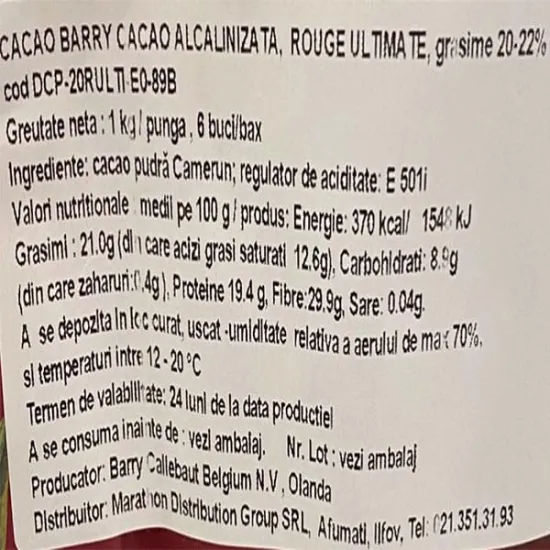 CACAO BARRY CACAO ALCALINIZATA, ROUGE ULTIMATE, grasime 20-22%
cod DCP-20RULTI-E0-89B
Greutate neta : 1 kg/ punga , 6 buci/bax
Ingrediente: cacao pudră Camerun; regulator de aciditate: E 501i
Valori nutritionale medii pe 100 g / produs: Energie: 370 kcal/ 1548 kJ
Grasimi : 21.0g (din care acizi grasi saturati 12,6g), Carbohidrati: 8.9g
(din care zaharuri:0.4g), Proteine 19.4 g, Fibre:29.9g, Sare: 0.04g.
A se depozita in loc curat, uscat -umiditate relativa a aerului de max 70%,
si temperaturi intre 12 - 20 °C
Termen de valabilitate: 24 luni de la data productiei
A se consuma inainte de : vezi ambalaj. Nr. Lot : vezi ambalaj
Producator: Barry Callebaut Belgium N.V , Olanda
Distribuitor: Marathon Distribution Group SRL, Afumati, Ilfov, Tel: 021.351.31.93